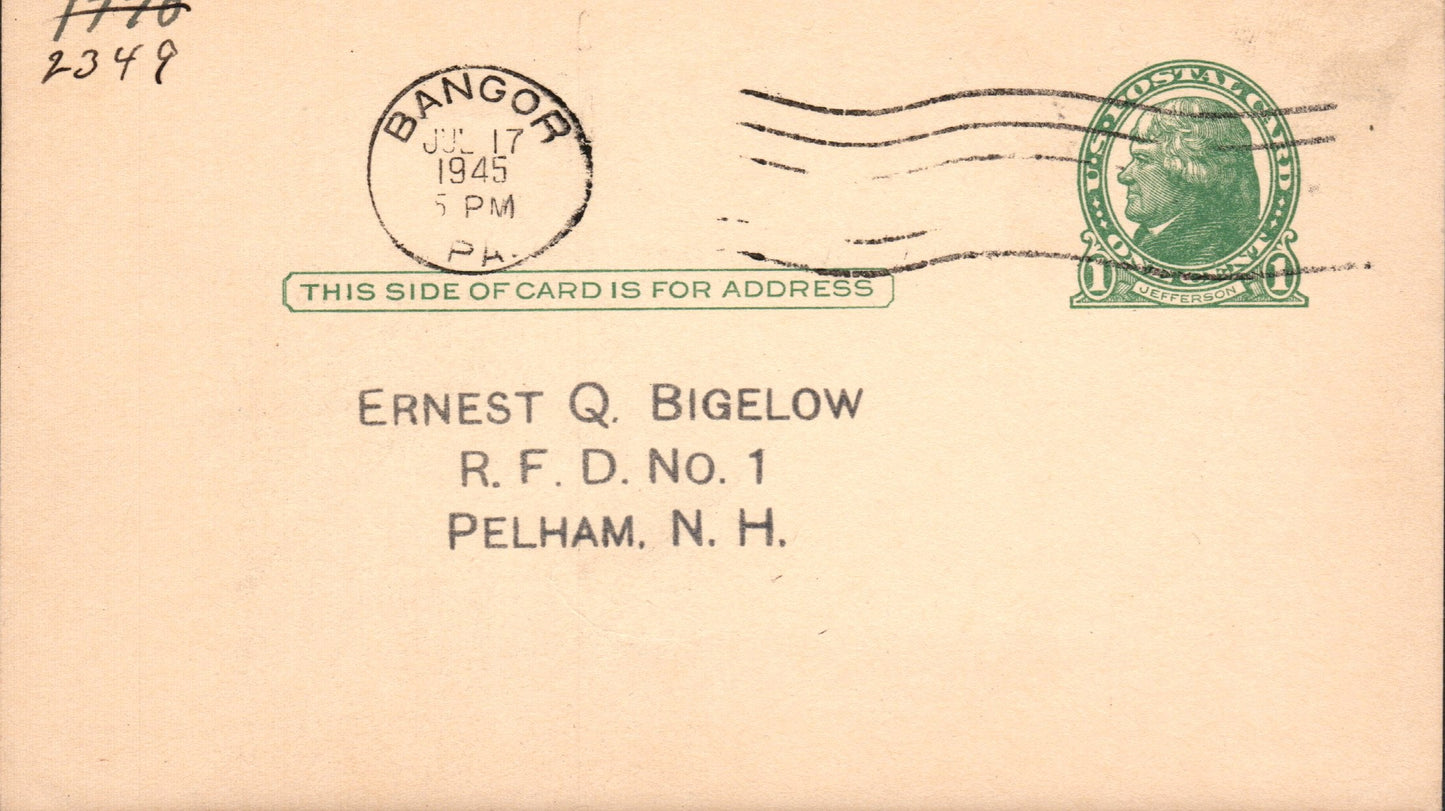 2349
BANGOR
JUL 17
1945
5 PM
PA.
U.S. POSTAL CARD
ONE CENT
1 JEFFERSON 1
THIS SIDE OF CARD IS FOR ADDRESS
ERNEST Q. BIGELOW
R. F. D. No. 1
PELHAM, N. H.